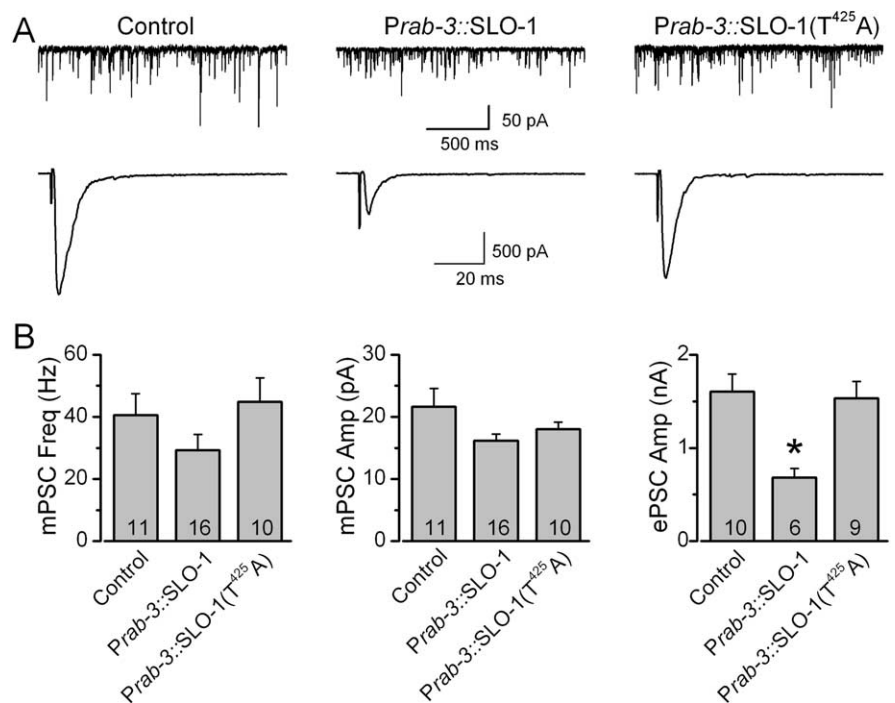 A
Control
Prab-3::SLO-1
Prab-3::SLO-1(T⁴²⁵A)
50 pA
500 ms
500 pA
20 ms
B
mPSC Freq (Hz)
60
40
20
0
11
16
10
Control
Prab-3::SLO-1
Prab-3::SLO-1(T⁴²⁵A)
mPSC Amp (pA)
30
20
10
0
11
16
10
Control
Prab-3::SLO-1
Prab-3::SLO-1(T⁴²⁵A)
ePSC Amp (nA)
2
1
0
*
10
6
9
Control
Prab-3::SLO-1
Prab-3::SLO-1(T⁴²⁵A)